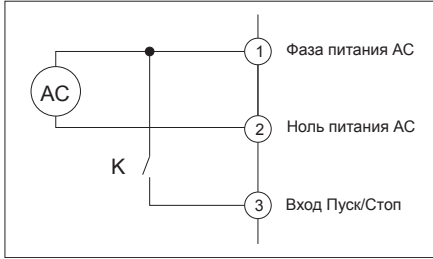 1 Фаза питания AC
AC
2 Ноль питания AC
K
3 Вход Пуск/Стоп